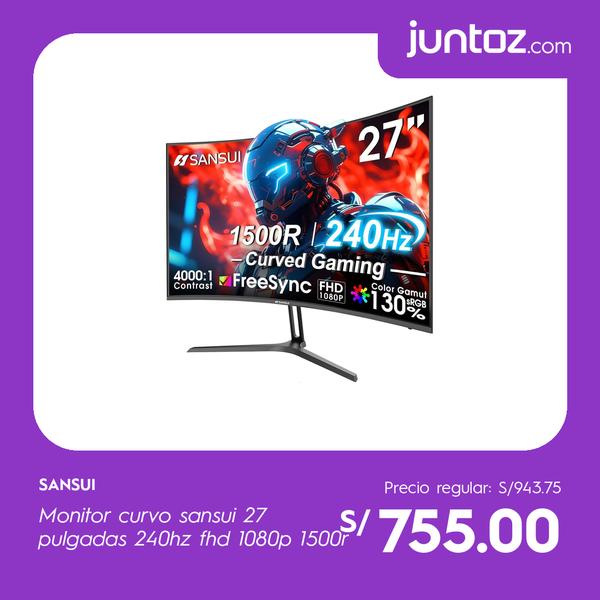 juntoz.com
SANSUI
27”
1500R | 240Hz
Curved Gaming
4000:1
Contrast
FreeSync
FHD
1080P
Color Gamut
130%
sRGB
SANSUI
Precio regular: S/943.75
Monitor curvo sansui 27
pulgadas 240hz fhd 1080p 1500r
S/ 755.00